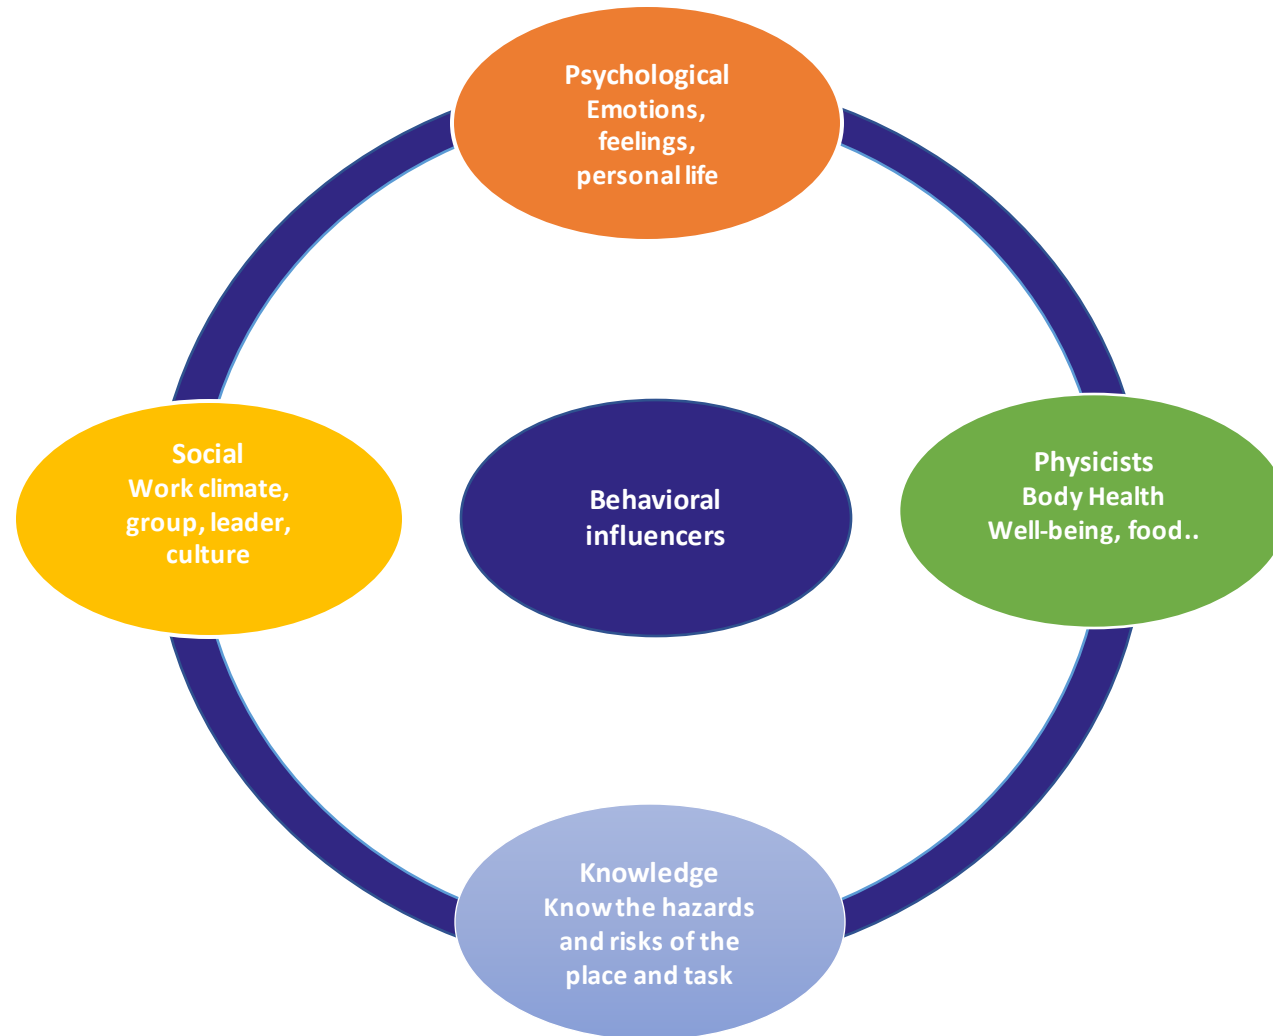 Psychological
Emotions,
feelings,
personal life
Social
Work climate,
group, leader,
culture
Behavioral
influencers
Physicists
Body Health
Well-being, food..
Knowledge
Know the hazards
and risks of the
place and task